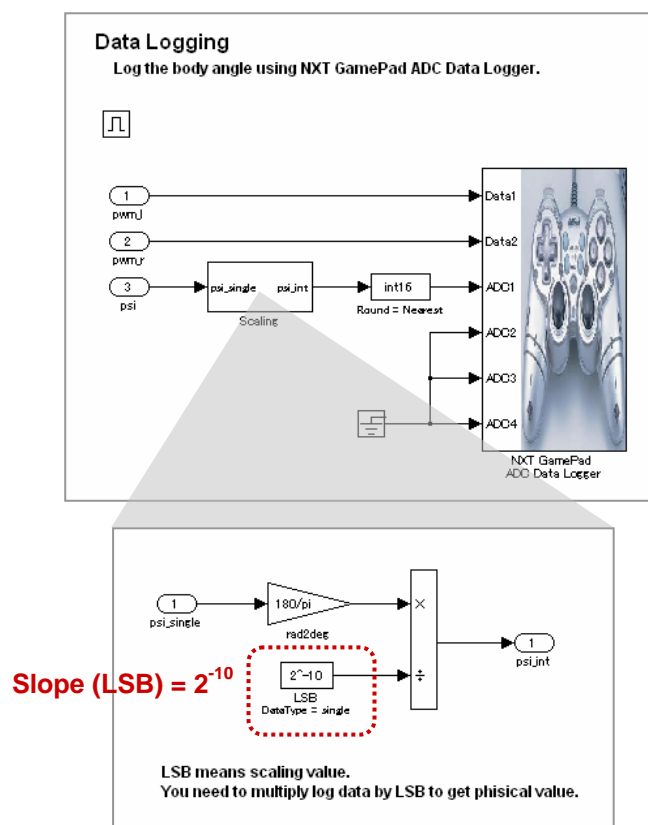 Data Logging
Log the body angle using NXT GamePad ADC Data Logger.
1
pwm_l
Data1
2
pwm_r
Data2
3
psi
psi_single
psi_int
Scaling
int16
Round = Nearest
ADC1
ADC2
ADC3
ADC4
NXT GamePad
ADC Data Logger
1
psi_single
180/pi
rad2deg
×
÷
1
psi_int
Slope (LSB) = 2^-10
2^-10
LSB
DataType = single
LSB means scaling value.
You need to multiply log data by LSB to get phisical value.